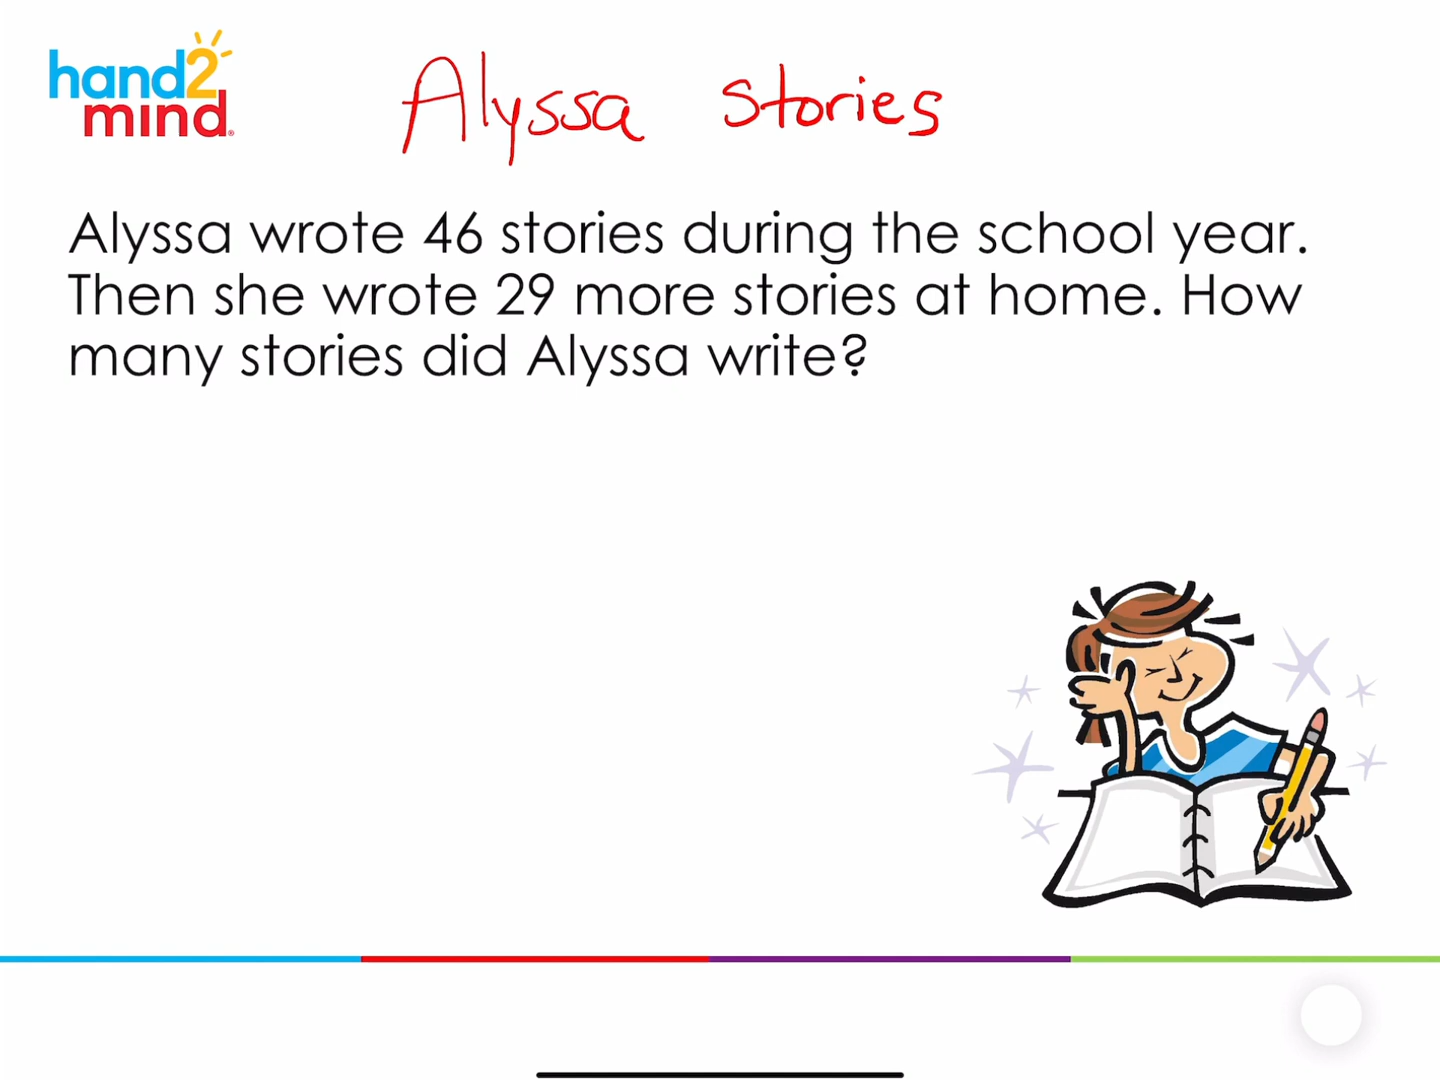 hand2
mind®
Alyssa stories
Alyssa wrote 46 stories during the school year.
Then she wrote 29 more stories at home. How
many stories did Alyssa write?